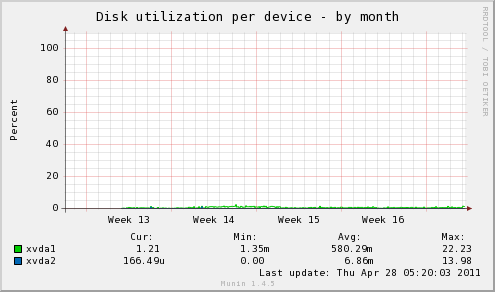 Disk utilization per device - by month
RRDTOOL / TOBI OETIKER
Percent
100
80
60
40
20
0
Week 13 Week 14 Week 15 Week 16
Cur: Min: Avg: Max:
xvda1 1.21 1.35m 580.29m 22.23
xvda2 166.49u 0.00 6.86m 13.98
Last update: Thu Apr 28 05:20:03 2011
Munin 1.4.5